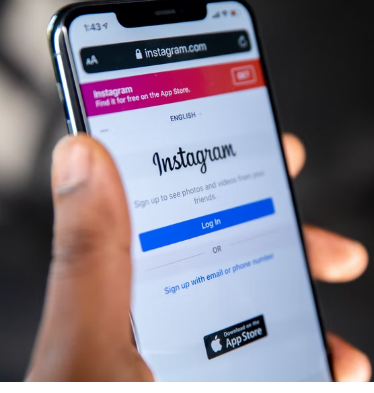 1:43
AA instagram.com
Instagram
Find it for free on the App Store.
GET
ENGLISH
Instagram
Sign up to see photos and videos from your
friends.
Log In
OR
Sign up with email or phone number
Download on the
App Store